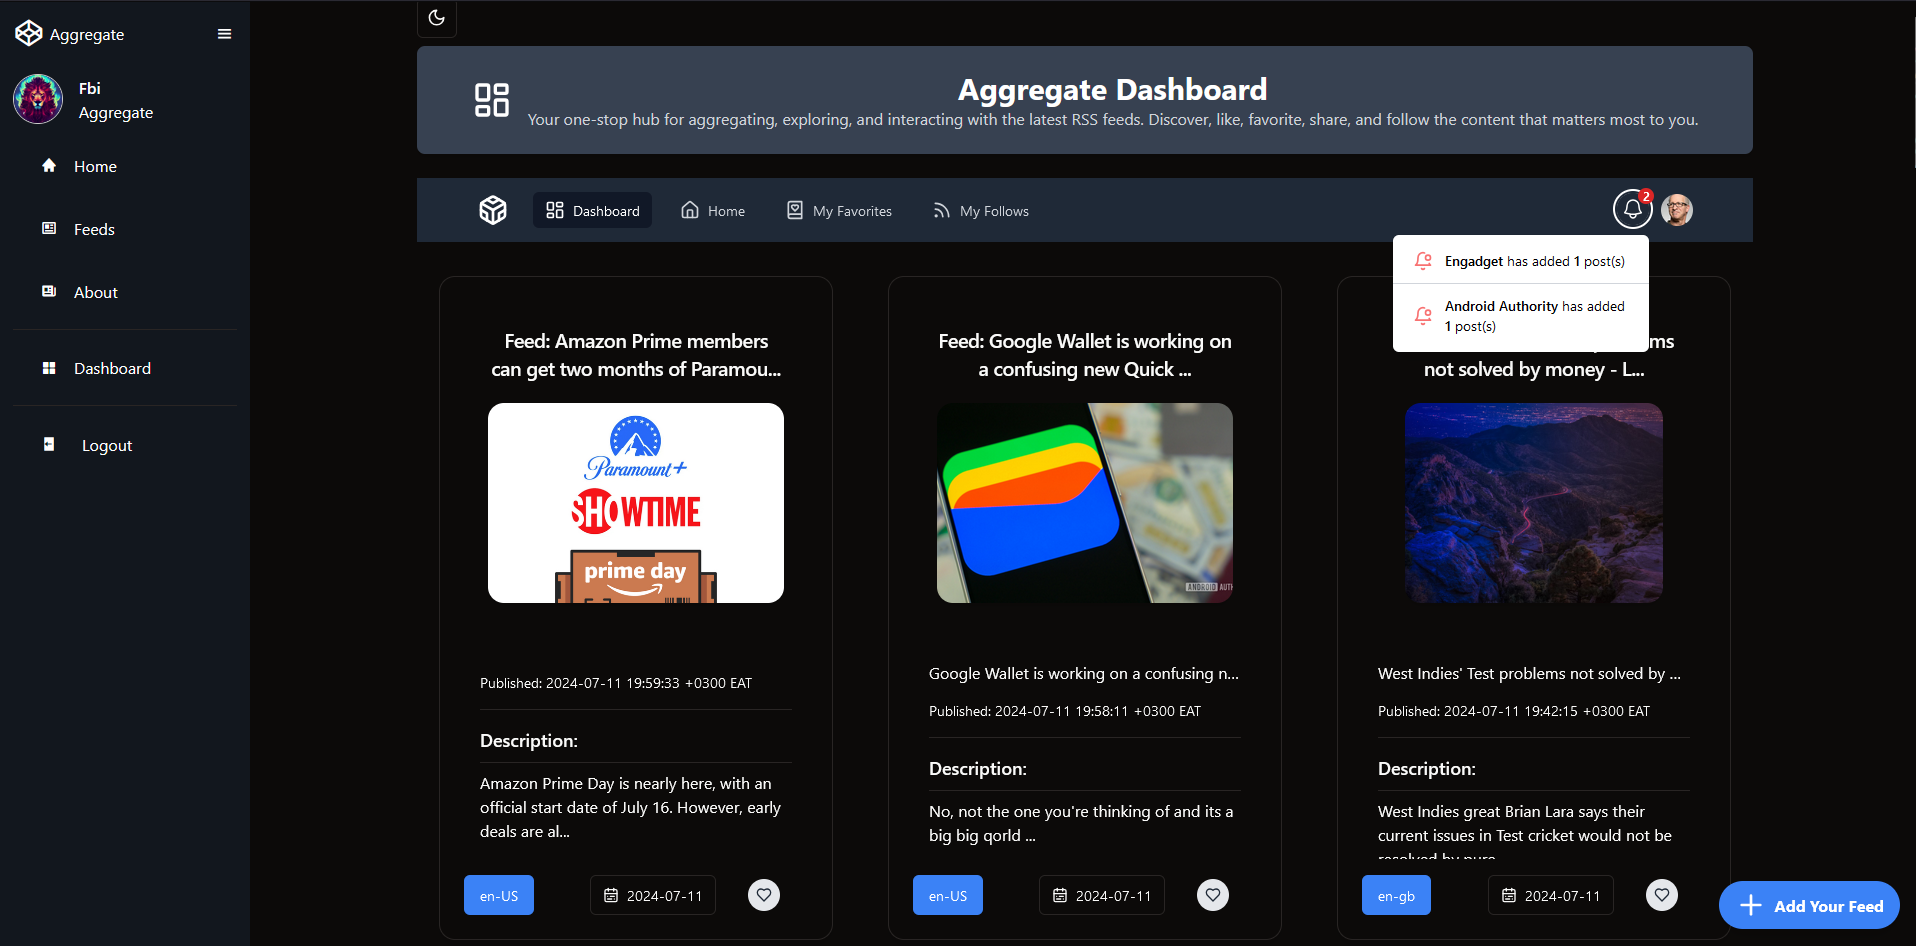 Aggregate
Fbi
Aggregate
Home
Feeds
About
Dashboard
Logout
Aggregate Dashboard
Your one-stop hub for aggregating, exploring, and interacting with the latest RSS feeds. Discover, like, favorite, share, and follow the content that matters most to you.
Dashboard
Home
My Favorites
My Follows
2
Engadget has added 1 post(s)
Android Authority has added
1 post(s)
Feed: Amazon Prime members
can get two months of Paramou...
Paramount+
SHOWTIME
prime day
Published: 2024-07-11 19:59:33 +0300 EAT
Description:
Amazon Prime Day is nearly here, with an
official start date of July 16. However, early
deals are al...
en-US
2024-07-11
Feed: Google Wallet is working on
a confusing new Quick ...
ANDROID AUTH
Google Wallet is working on a confusing n...
Published: 2024-07-11 19:58:11 +0300 EAT
Description:
No, not the one you're thinking of and its a
big big qorld ...
en-US
2024-07-11
ms
not solved by money - L...
West Indies' Test problems not solved by ...
Published: 2024-07-11 19:42:15 +0300 EAT
Description:
West Indies great Brian Lara says their
current issues in Test cricket would not be
resolved by pure
en-gb
2024-07-11
Add Your Feed